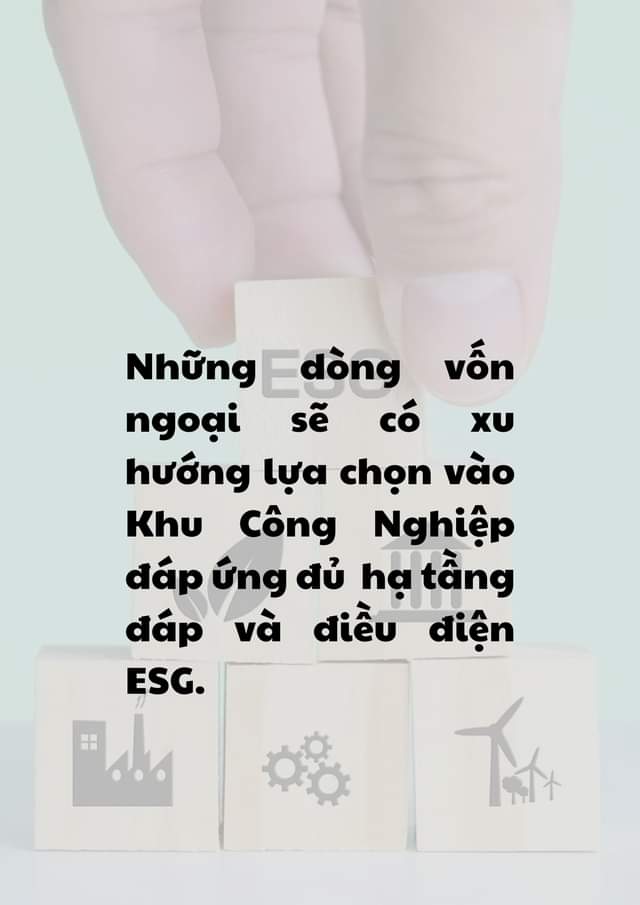 ESG
Những dòng vốn
ngoại sẽ có xu
hướng lựa chọn vào
Khu Công Nghiệp
đáp ứng đủ hạ tầng
đáp và điều điện
ESG.